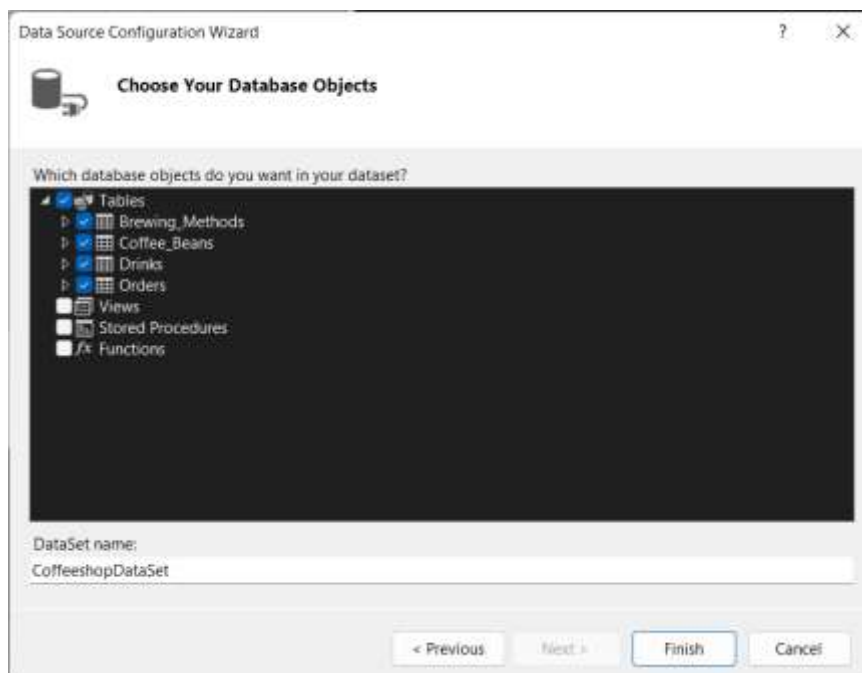 Data Source Configuration Wizard ?
Choose Your Database Objects
Which database objects do you want in your dataset?
Tables
Brewing_Methods
Coffee_Beans
Drinks
Orders
Views
Stored Procedures
fx Functions
DataSet name:
CoffeeshopDataSet
< Previous Next > Finish Cancel